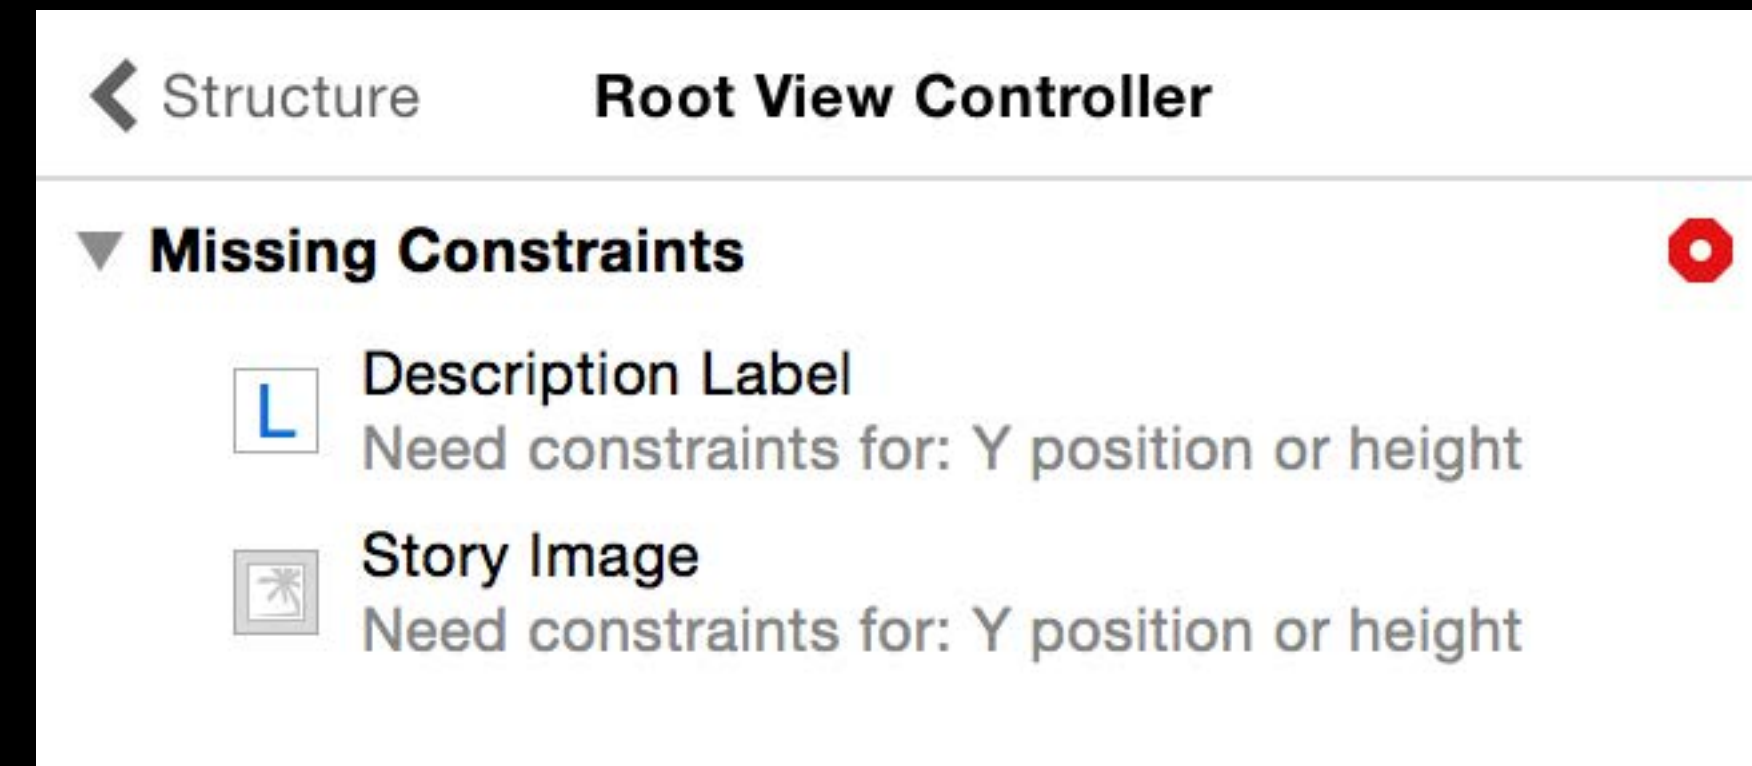 Structure
Root View Controller
Missing Constraints
L
Description Label
Need constraints for: Y position or height
Story Image
Need constraints for: Y position or height